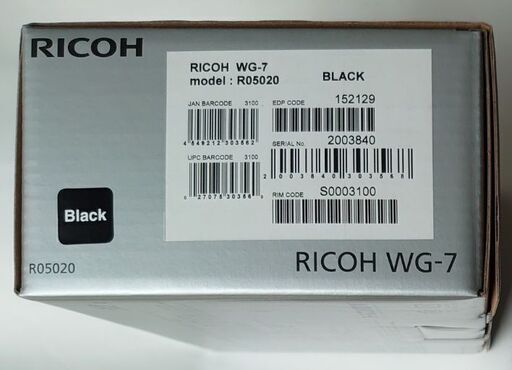 RICOH
RICOH WG-7
model : R05020 BLACK
JAN BARCODE 3100
EDP CODE 152129
SERIAL No. 2003840
UPC BARCODE 3100
RIM CODE S0003100
Black
R05020
RICOH WG-7